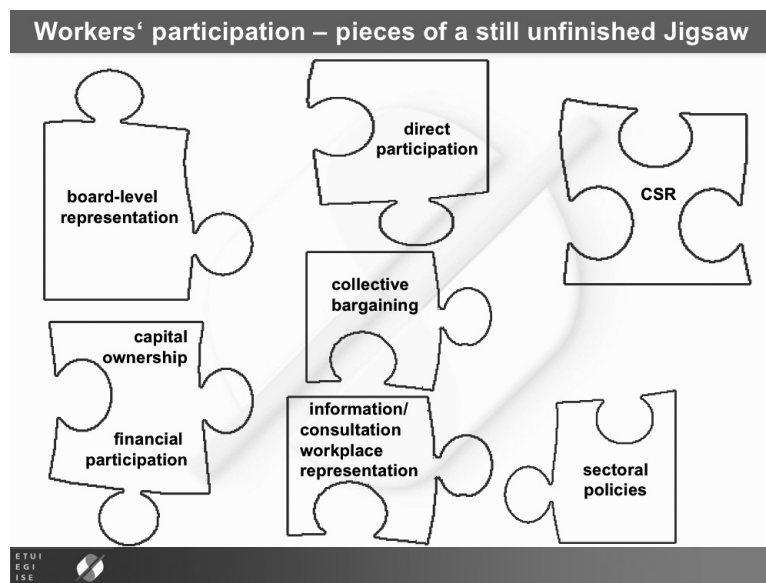 Workers‘ participation – pieces of a still unfinished Jigsaw
board-level
representation
direct
participation
CSR
collective
bargaining
capital
ownership
financial
participation
information/
consultation
workplace
representation
sectoral
policies
ETUI
EGI
ISE